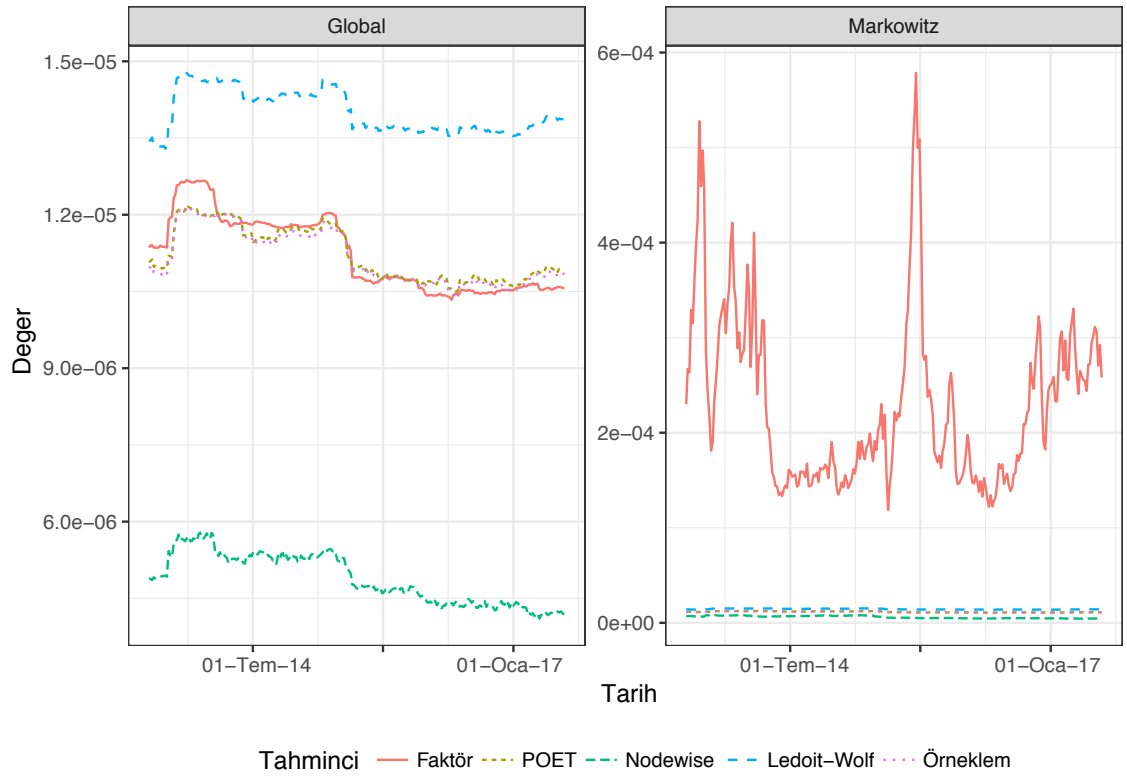 Global
Markowitz
Deger
1.5e−05
1.2e−05
9.0e−06
6.0e−06
6e−04
4e−04
2e−04
0e+00
01−Tem−14
01−Oca−17
01−Tem−14
01−Oca−17
Tarih
Tahminci Faktör POET Nodewise Ledoit−Wolf Örneklem